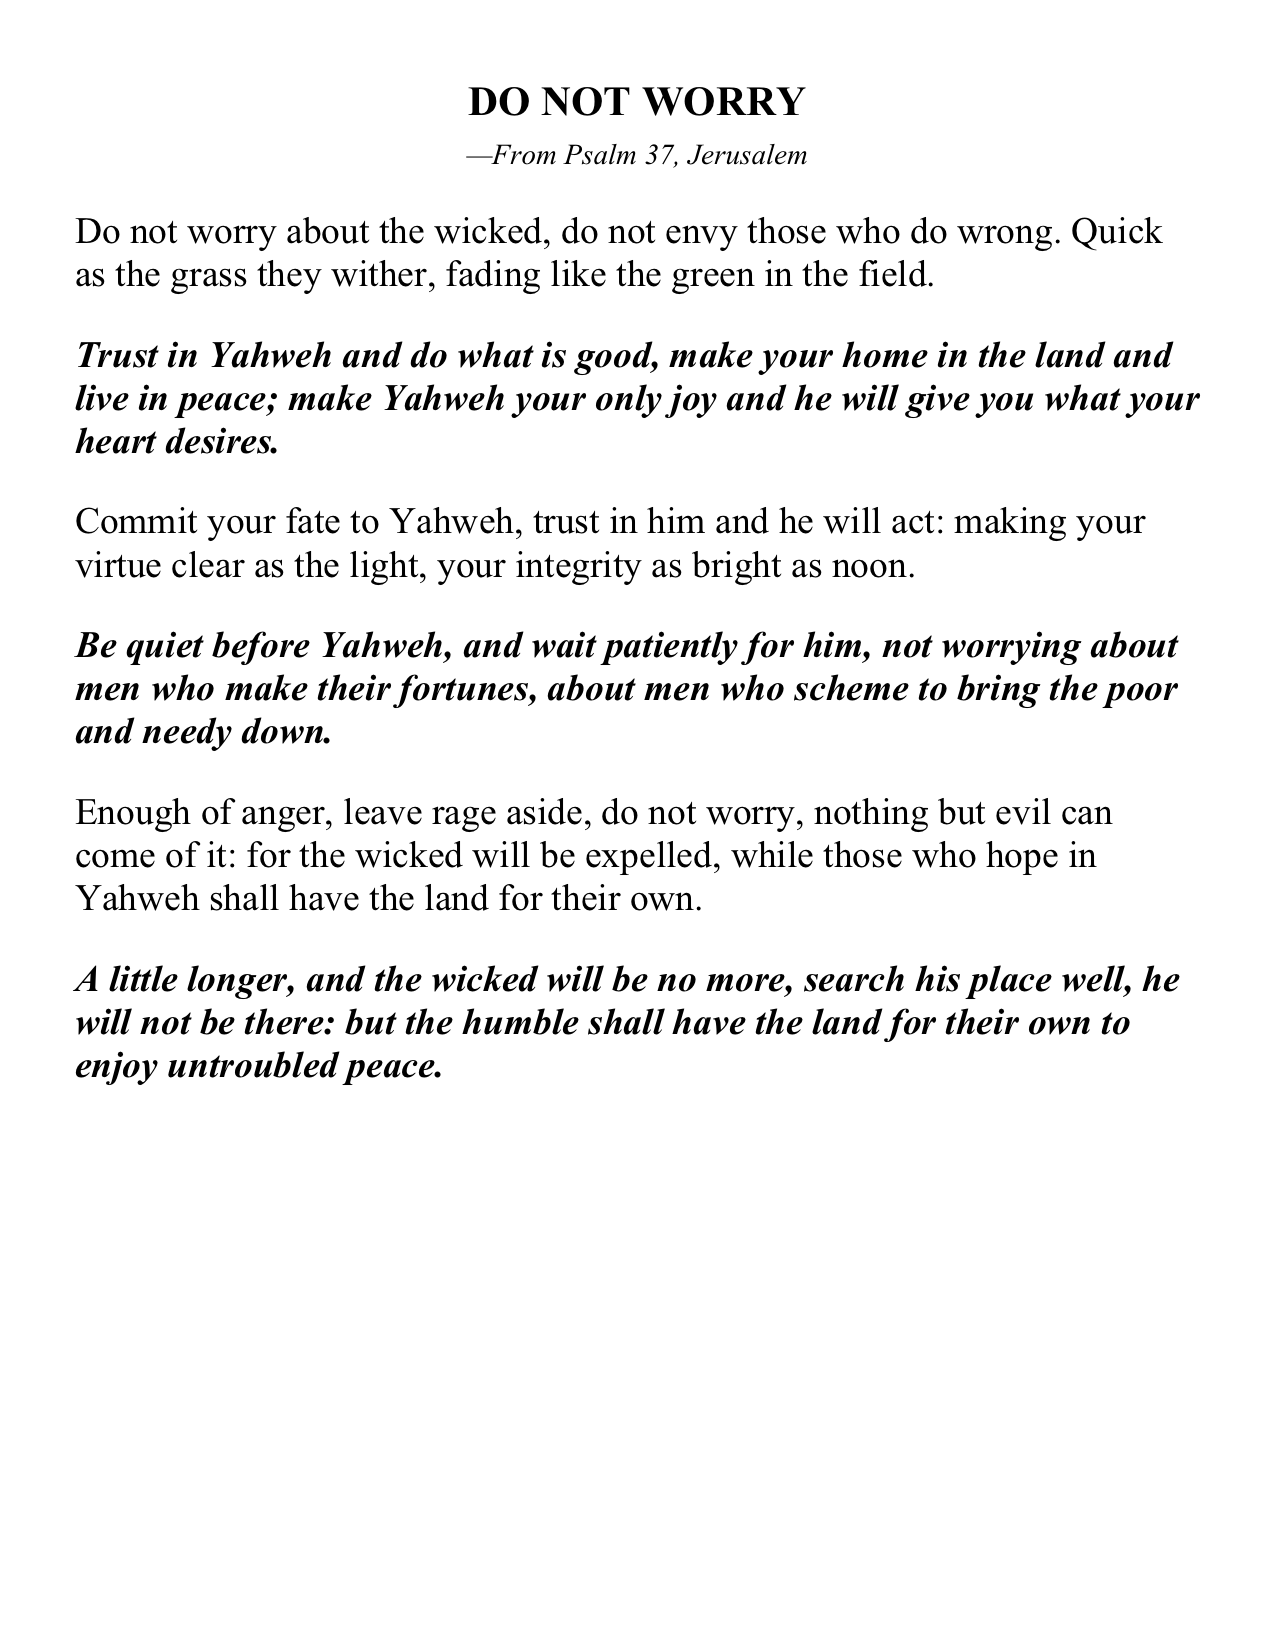 DO NOT WORRY
—From Psalm 37, Jerusalem
Do not worry about the wicked, do not envy those who do wrong. Quick
as the grass they wither, fading like the green in the field.
Trust in Yahweh and do what is good, make your home in the land and
live in peace; make Yahweh your only joy and he will give you what your
heart desires.
Commit your fate to Yahweh, trust in him and he will act: making your
virtue clear as the light, your integrity as bright as noon.
Be quiet before Yahweh, and wait patiently for him, not worrying about
men who make their fortunes, about men who scheme to bring the poor
and needy down.
Enough of anger, leave rage aside, do not worry, nothing but evil can
come of it: for the wicked will be expelled, while those who hope in
Yahweh shall have the land for their own.
A little longer, and the wicked will be no more, search his place well, he
will not be there: but the humble shall have the land for their own to
enjoy untroubled peace.